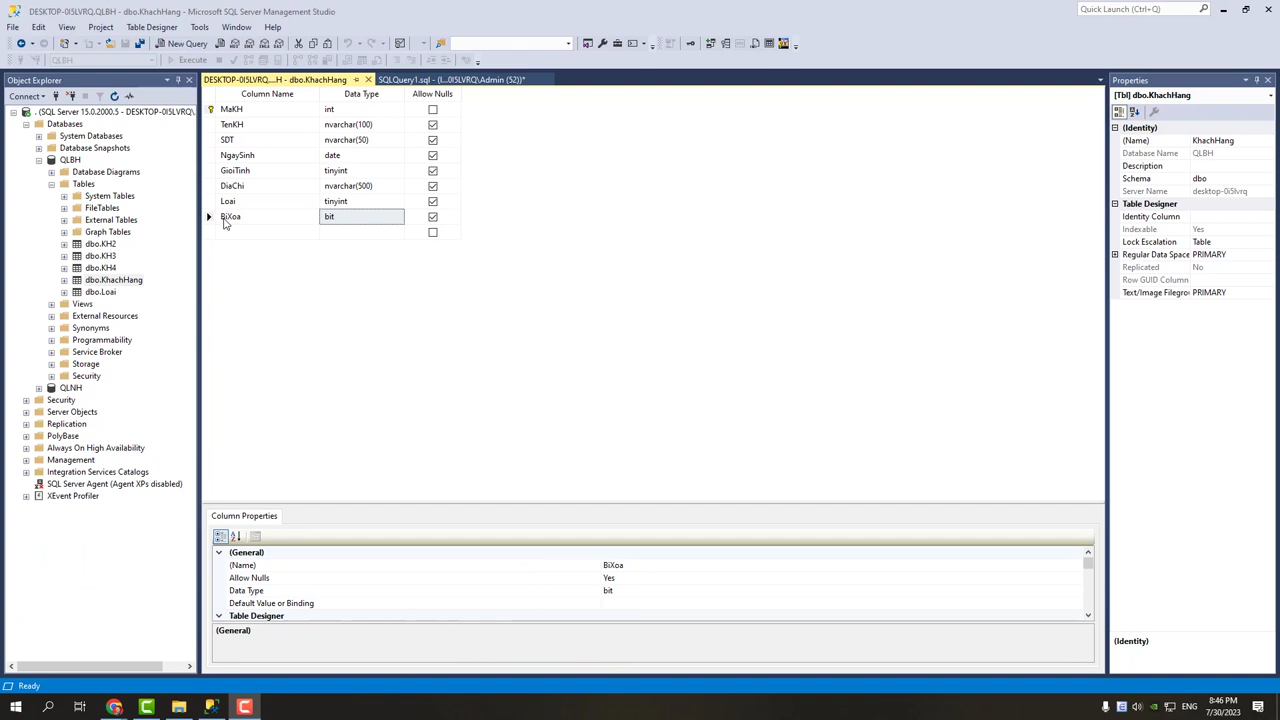 DESKTOP-0I5LVRQ.QLBH - dbo.KhachHang - Microsoft SQL Server Management Studio
Quick Launch (Ctrl+Q)
File Edit View Project Table Designer Tools Window Help
New Query
QLBH Execute
Object Explorer
Connect
. (SQL Server 15.0.2000.5 - DESKTOP-0I5LVRQ\
Databases
System Databases
Database Snapshots
QLBH
Database Diagrams
Tables
System Tables
FileTables
External Tables
Graph Tables
dbo.KH2
dbo.KH3
dbo.KH4
dbo.KhachHang
dbo.Loai
Views
External Resources
Synonyms
Programmability
Service Broker
Storage
Security
QLNH
Security
Server Objects
Replication
PolyBase
Always On High Availability
Management
Integration Services Catalogs
SQL Server Agent (Agent XPs disabled)
XEvent Profiler
DESKTOP-0I5LVRQ....H - dbo.KhachHang SQLQuery1.sql - (l...0I5LVRQ\Admin (52))*
Column Name Data Type Allow Nulls
MaKH int
TenKH nvarchar(100)
SDT nvarchar(50)
NgaySinh date
GioiTinh tinyint
DiaChi nvarchar(500)
Loai tinyint
BiXoa bit
Column Properties
(General)
(Name) BiXoa
Allow Nulls Yes
Data Type bit
Default Value or Binding
Table Designer
(General)
Properties
[Tbl] dbo.KhachHang
(Identity)
(Name) KhachHang
Database Name QLBH
Description
Schema dbo
Server Name desktop-0i5lvrq
Table Designer
Identity Column
Indexable Yes
Lock Escalation Table
Regular Data Space PRIMARY
Replicated No
Row GUID Column
Text/Image Filegro PRIMARY
(Identity)
Ready
ENG
8:46 PM
7/30/2023